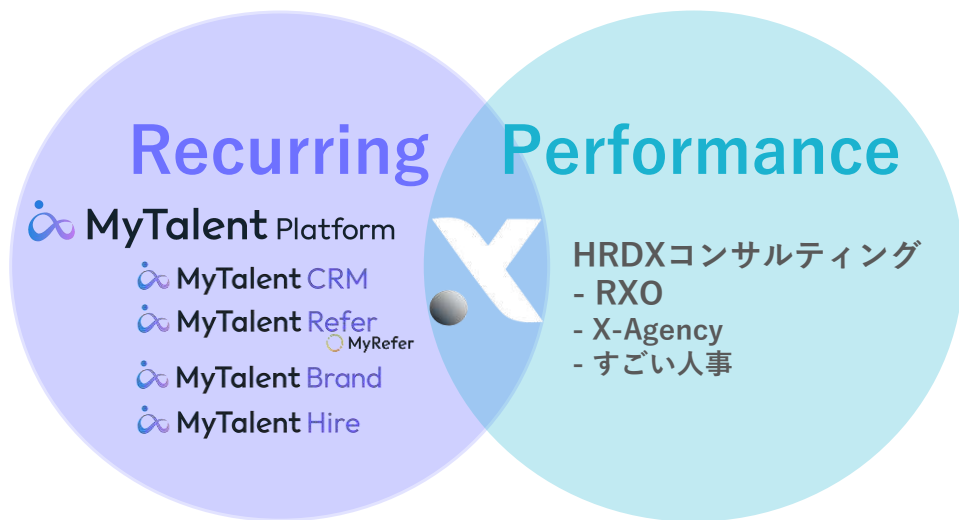 Recurring
MyTalent Platform
MyTalent CRM
MyTalent Refer
MyRefer
MyTalent Brand
MyTalent Hire
X
Performance
HRDXコンサルティング
- RXO
- X-Agency
- すごい人事